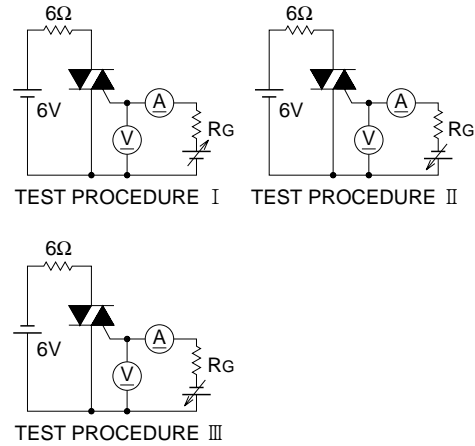 6Ω
6V
A
V
RG
TEST PROCEDURE Ⅰ
6Ω
6V
A
V
RG
TEST PROCEDURE Ⅱ
6Ω
6V
A
V
RG
TEST PROCEDURE Ⅲ